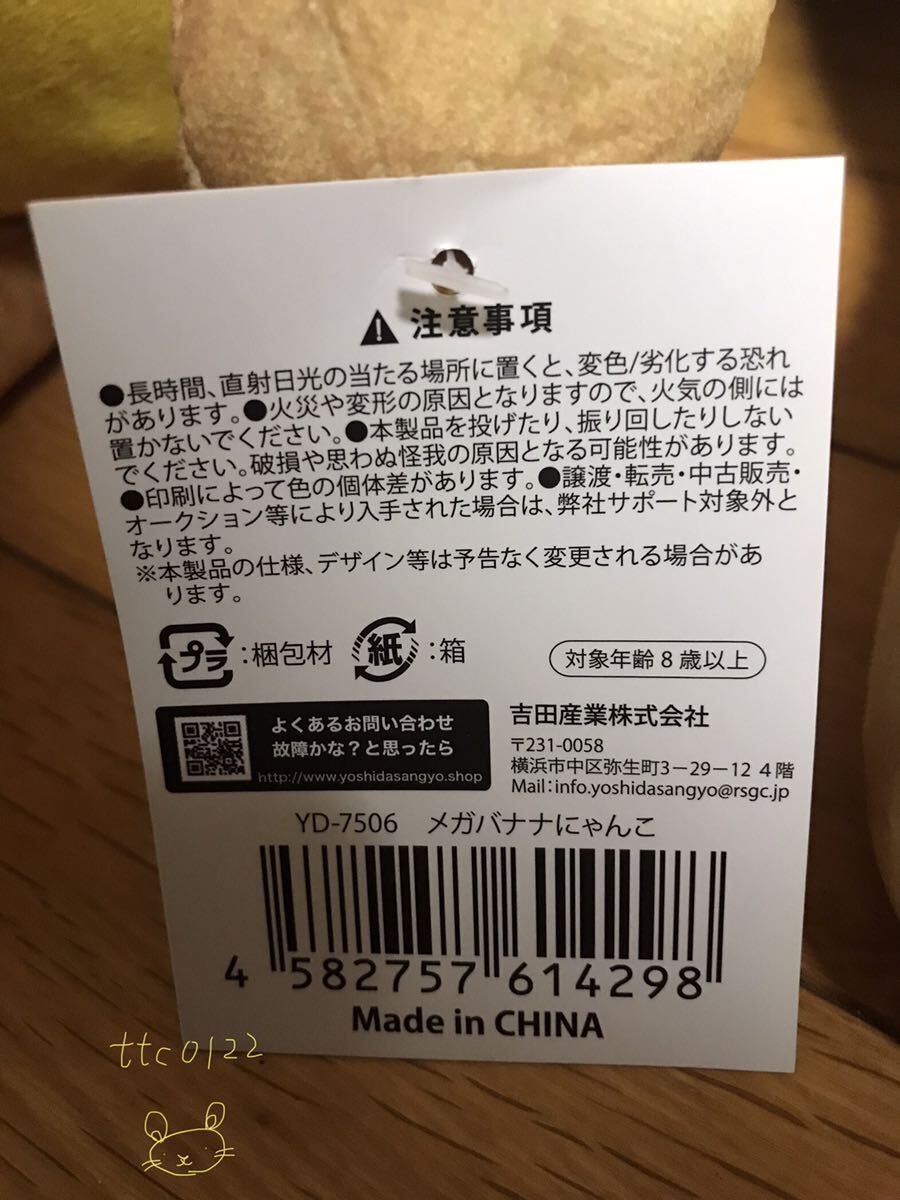 注意事項
●長時間、直射日光の当たる場所に置くと、変色/劣化する恐れ
があります。●火災や変形の原因となりますので、火気の側には
置かないでください。●本製品を投げたり、振り回したりしない
でください。破損や思わぬ怪我の原因となる可能性があります。
●印刷によって色の個体差があります。●譲渡・転売・中古販売・
オークション等により入手された場合は、弊社サポート対象外と
なります。
※本製品の仕様、デザイン等は予告なく変更される場合があ
ります。
プラ:梱包材 紙:箱 対象年齢8歳以上
よくあるお問い合わせ
故障かな?と思ったら
http://www.yoshidasangyo.shop
吉田産業株式会社
〒231-0058
横浜市中区弥生町3-29-12 4階
Mail:info.yoshidasangyo@rsgc.jp
YD-7506 メガバナナにゃんこ
4 582757 614298
Made in CHINA
ttc0122